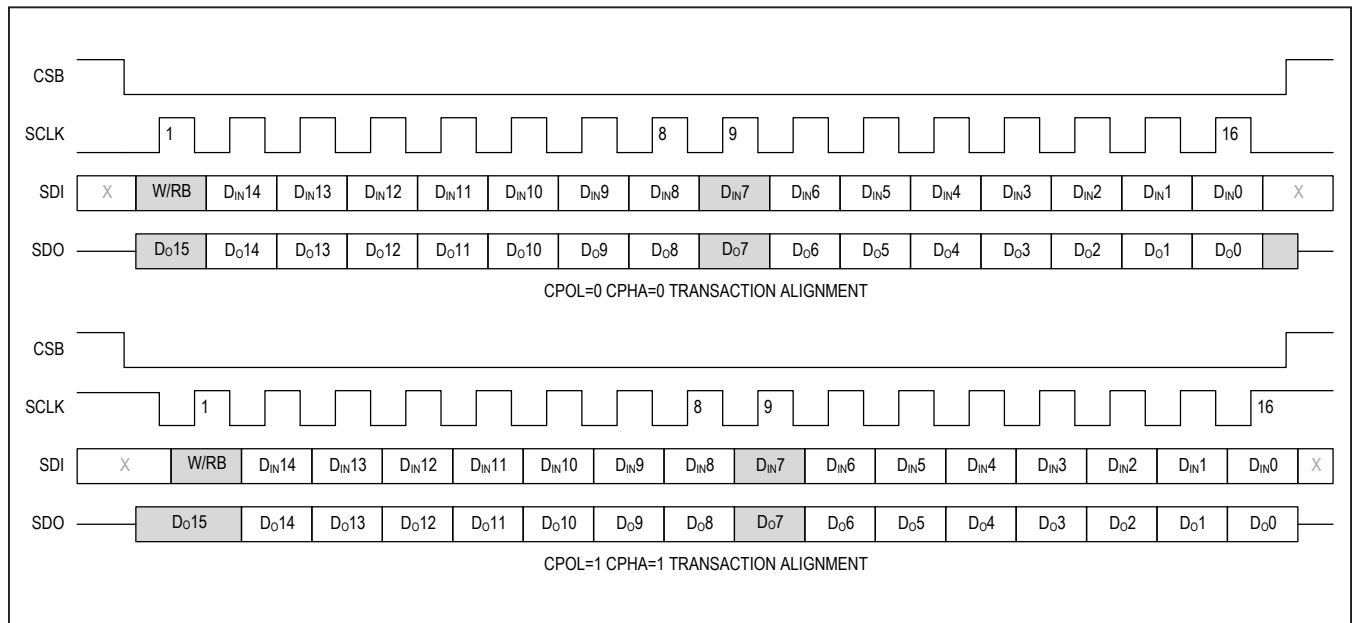 CSB
SCLK 1 8 9 16
SDI X W/RB DIN14 DIN13 DIN12 DIN11 DIN10 DIN9 DIN8 DIN7 DIN6 DIN5 DIN4 DIN3 DIN2 DIN1 DIN0 X
SDO DO15 DO14 DO13 DO12 DO11 DO10 DO9 DO8 DO7 DO6 DO5 DO4 DO3 DO2 DO1 DO0
CPOL=0 CPHA=0 TRANSACTION ALIGNMENT
CSB
SCLK 1 8 9 16
SDI X W/RB DIN14 DIN13 DIN12 DIN11 DIN10 DIN9 DIN8 DIN7 DIN6 DIN5 DIN4 DIN3 DIN2 DIN1 DIN0 X
SDO DO15 DO14 DO13 DO12 DO11 DO10 DO9 DO8 DO7 DO6 DO5 DO4 DO3 DO2 DO1 DO0
CPOL=1 CPHA=1 TRANSACTION ALIGNMENT